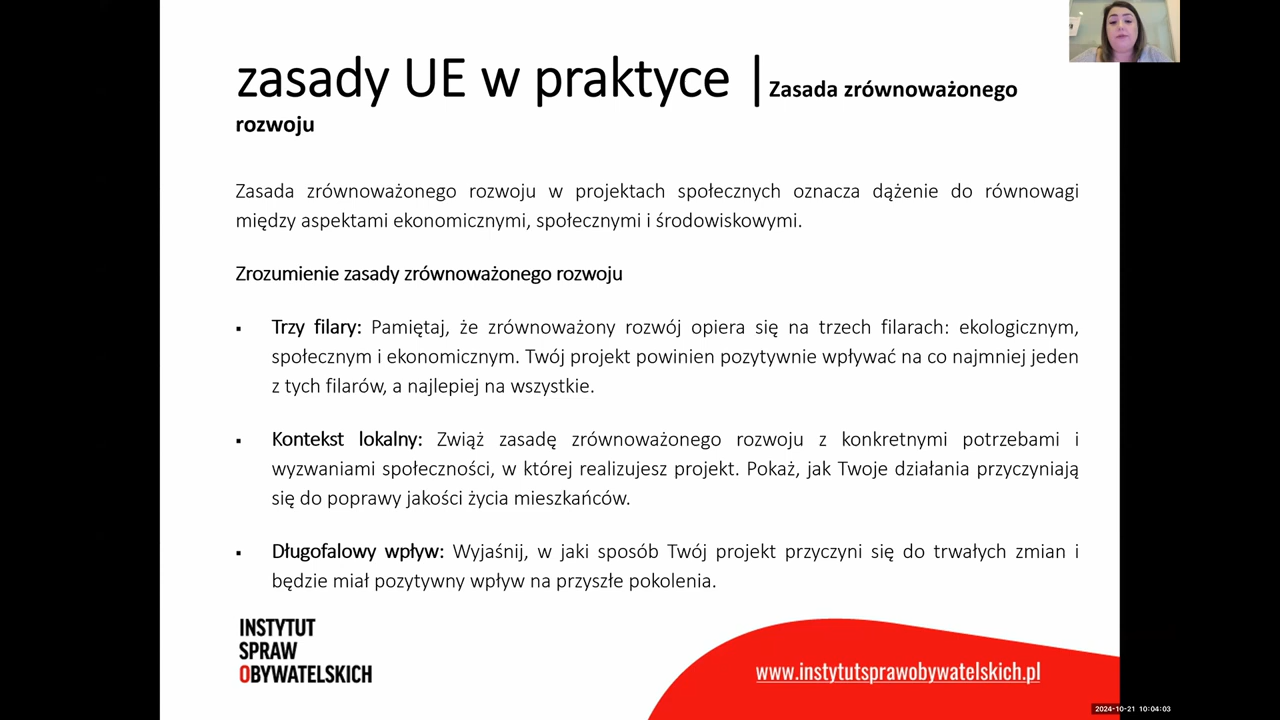 zasady UE w praktyce |Zasada zrównoważonego
rozwoju
Zasada zrównoważonego rozwoju w projektach społecznych oznacza dążenie do równowagi
między aspektami ekonomicznymi, społecznymi i środowiskowymi.
Zrozumienie zasady zrównoważonego rozwoju
▪ Trzy filary: Pamiętaj, że zrównoważony rozwój opiera się na trzech filarach: ekologicznym,
społecznym i ekonomicznym. Twój projekt powinien pozytywnie wpływać na co najmniej jeden
z tych filarów, a najlepiej na wszystkie.
▪ Kontekst lokalny: Zwiąż zasadę zrównoważonego rozwoju z konkretnymi potrzebami i
wyzwaniami społeczności, w której realizujesz projekt. Pokaż, jak Twoje działania przyczyniają
się do poprawy jakości życia mieszkańców.
▪ Długofalowy wpływ: Wyjaśnij, w jaki sposób Twój projekt przyczyni się do trwałych zmian i
będzie miał pozytywny wpływ na przyszłe pokolenia.
INSTYTUT
SPRAW
OBYWATELSKICH
www.instytutsprawobywatelskich.pl
2024-10-21 10:04:03